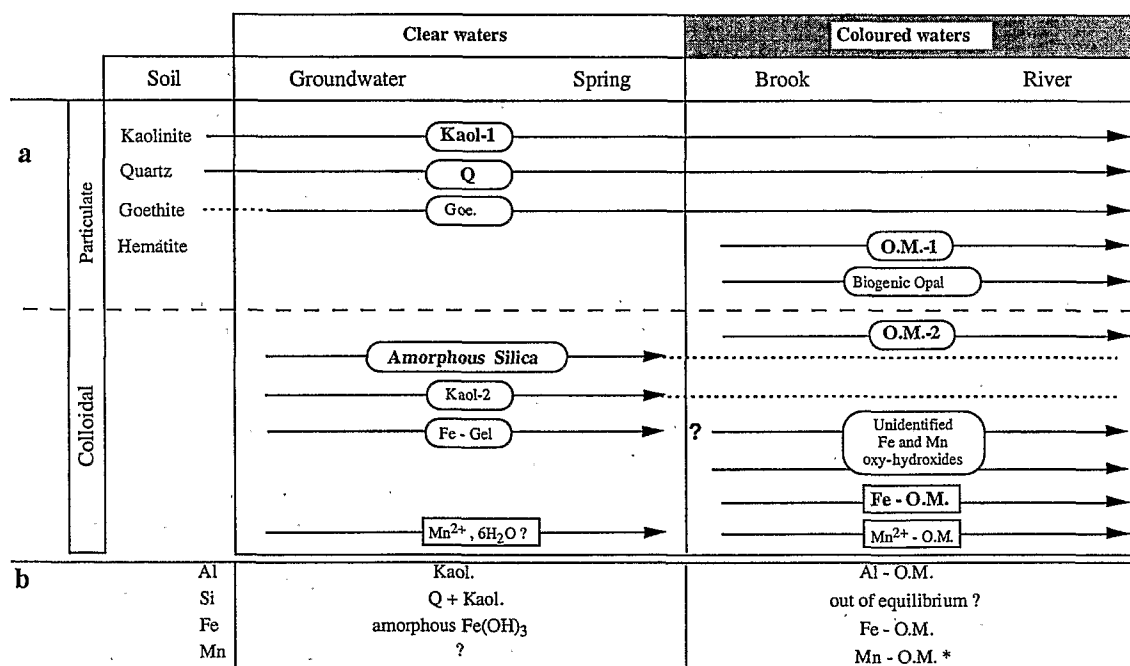 Clear waters Coloured waters
Soil Groundwater Spring Brook River
a
Particulate
Kaolinite Kaol-1
Quartz Q
Goethite Goe.
Hemátite O.M.-1
Biogenic Opal
Colloidal
O.M.-2
Amorphous Silica
Kaol-2
Fe - Gel ? Unidentified
Fe and Mn
oxy-hydroxides
Fe - O.M.
Mn2+ , 6H2O ? Mn2+ - O.M.
b
Al Kaol. Al - O.M.
Si Q + Kaol. out of equilibrium ?
Fe amorphous Fe(OH)3 Fe - O.M.
Mn ? Mn - O.M. *